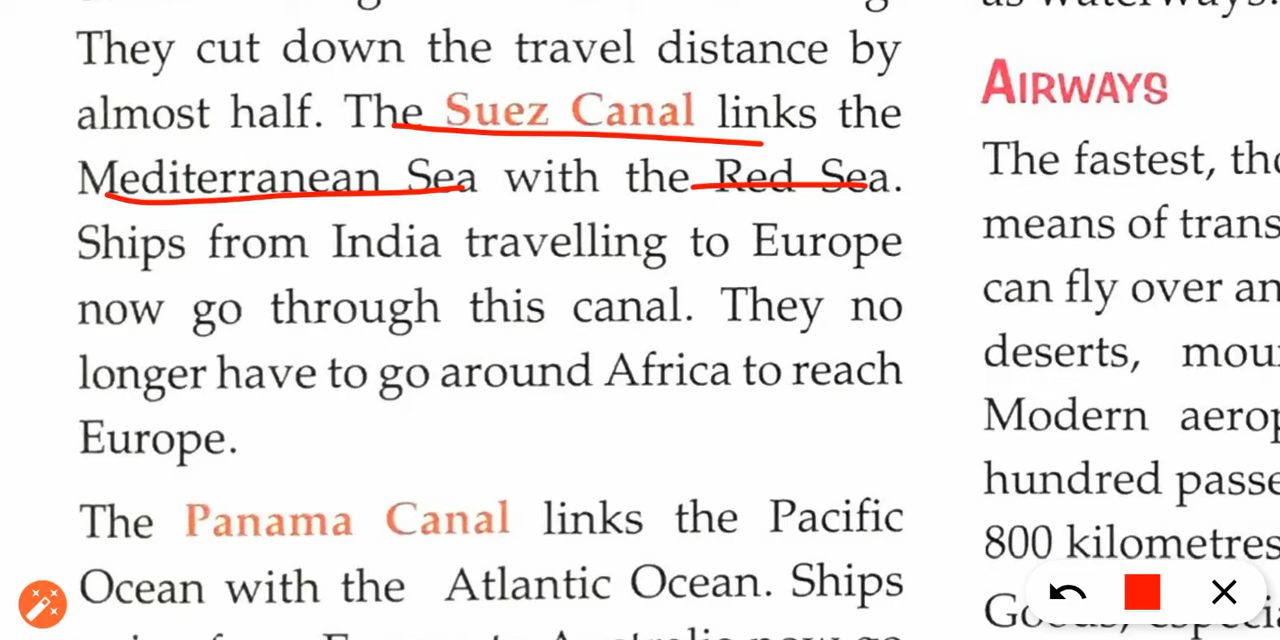 They cut down the travel distance by
almost half. The Suez Canal links the
Mediterranean Sea with the Red Sea.
Ships from India travelling to Europe
now go through this canal. They no
longer have to go around Africa to reach
Europe.
The Panama Canal links the Pacific
Ocean with the Atlantic Ocean. Ships
AIRWAYS
The fastest,
means of
can fly over
deserts,
Modern
hundred
800 kilometres